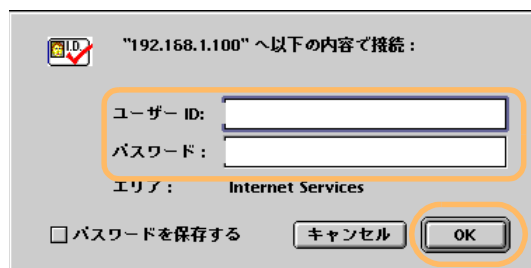 I.D.
"192.168.1.100" へ以下の内容で接続：
ユーザー ID:
パスワード：
エリア： Internet Services
パスワードを保存する キャンセル OK